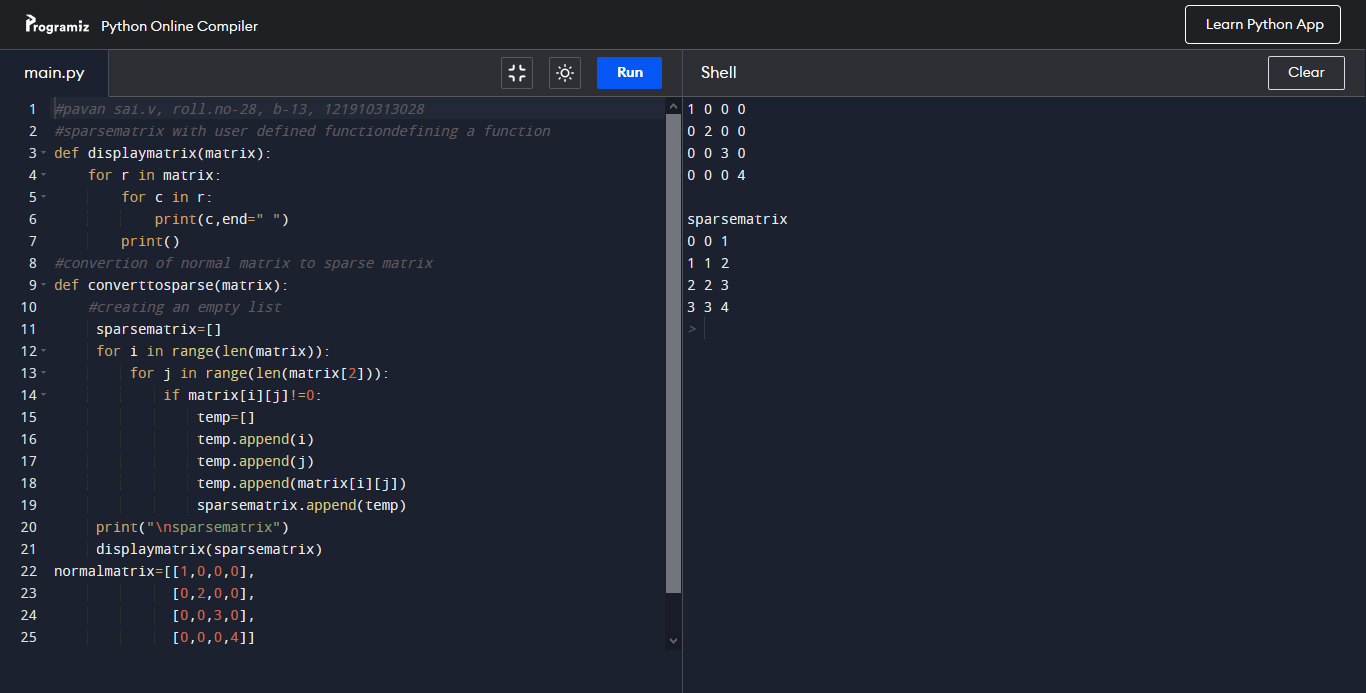 Programiz Python Online Compiler
Learn Python App
main.py
Run
Shell
Clear
1 #pavan sai.v, roll.no-28, b-13, 121910313028
2 #sparsematrix with user defined functiondefining a function
3 def displaymatrix(matrix):
4     for r in matrix:
5         for c in r:
6             print(c,end=" ")
7         print()
8 #convertion of normal matrix to sparse matrix
9 def converttosparse(matrix):
10     #creating an empty list
11      sparsematrix=[]
12      for i in range(len(matrix)):
13          for j in range(len(matrix[2])):
14              if matrix[i][j]!=0:
15                  temp=[]
16                  temp.append(i)
17                  temp.append(j)
18                  temp.append(matrix[i][j])
19                  sparsematrix.append(temp)
20      print("\nsparsematrix")
21      displaymatrix(sparsematrix)
22 normalmatrix=[[1,0,0,0],
23               [0,2,0,0],
24               [0,0,3,0],
25               [0,0,0,4]]
1 0 0 0
0 2 0 0
0 0 3 0
0 0 0 4
sparsematrix
0 0 1
1 1 2
2 2 3
3 3 4
>